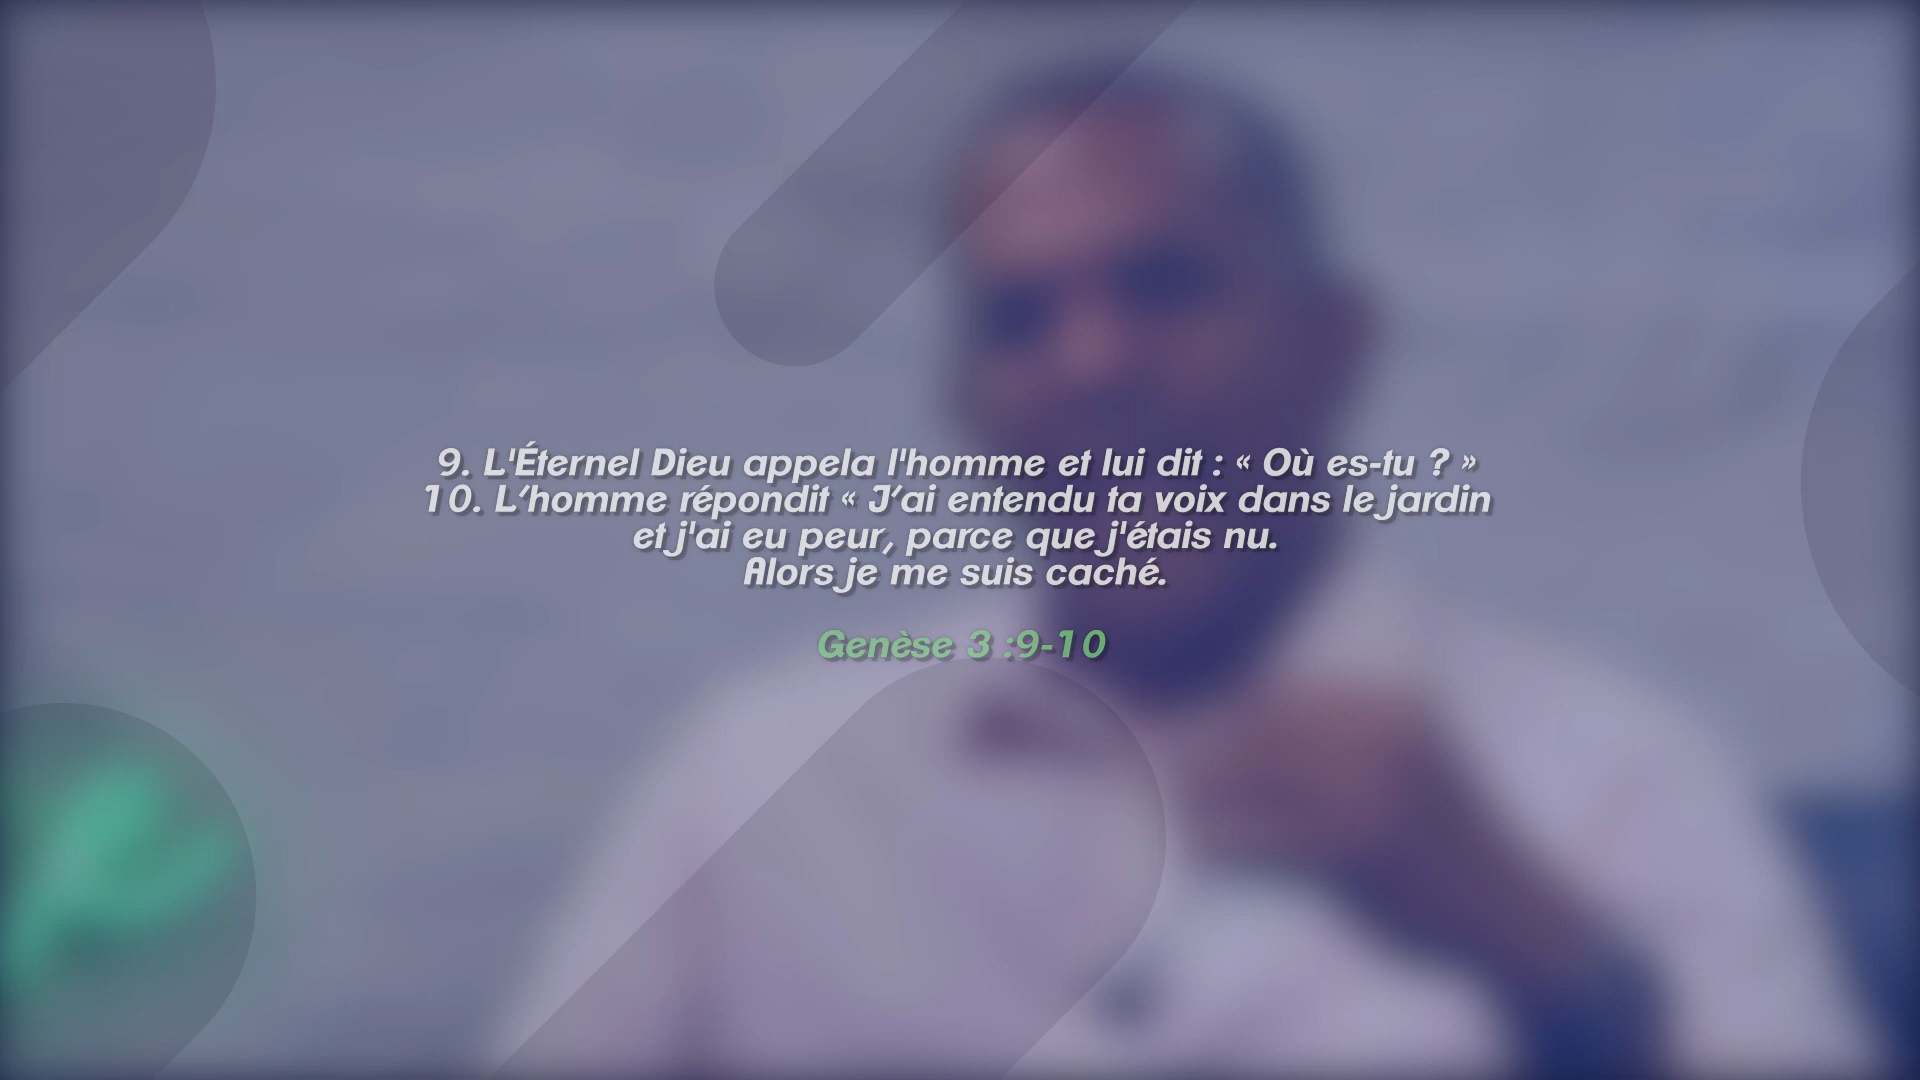 9. L'Éternel Dieu appela l'homme et lui dit : « Où es-tu ? »
10. L’homme répondit « J’ai entendu ta voix dans le jardin
et j'ai eu peur, parce que j'étais nu.
Alors je me suis caché.
Genèse 3 :9-10